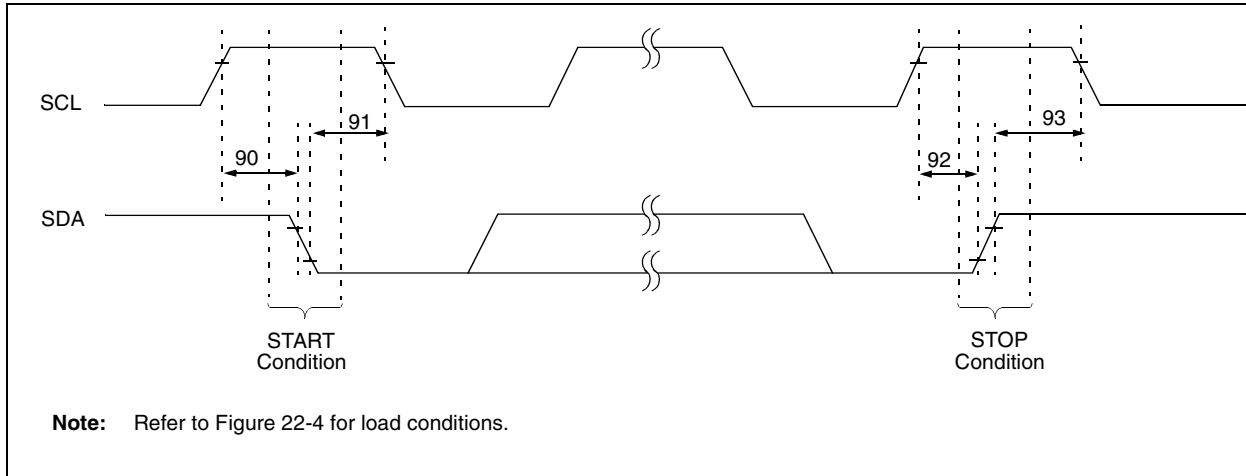 SCL
91
93
90
92
SDA
START
Condition
STOP
Condition
Note: Refer to Figure 22-4 for load conditions.